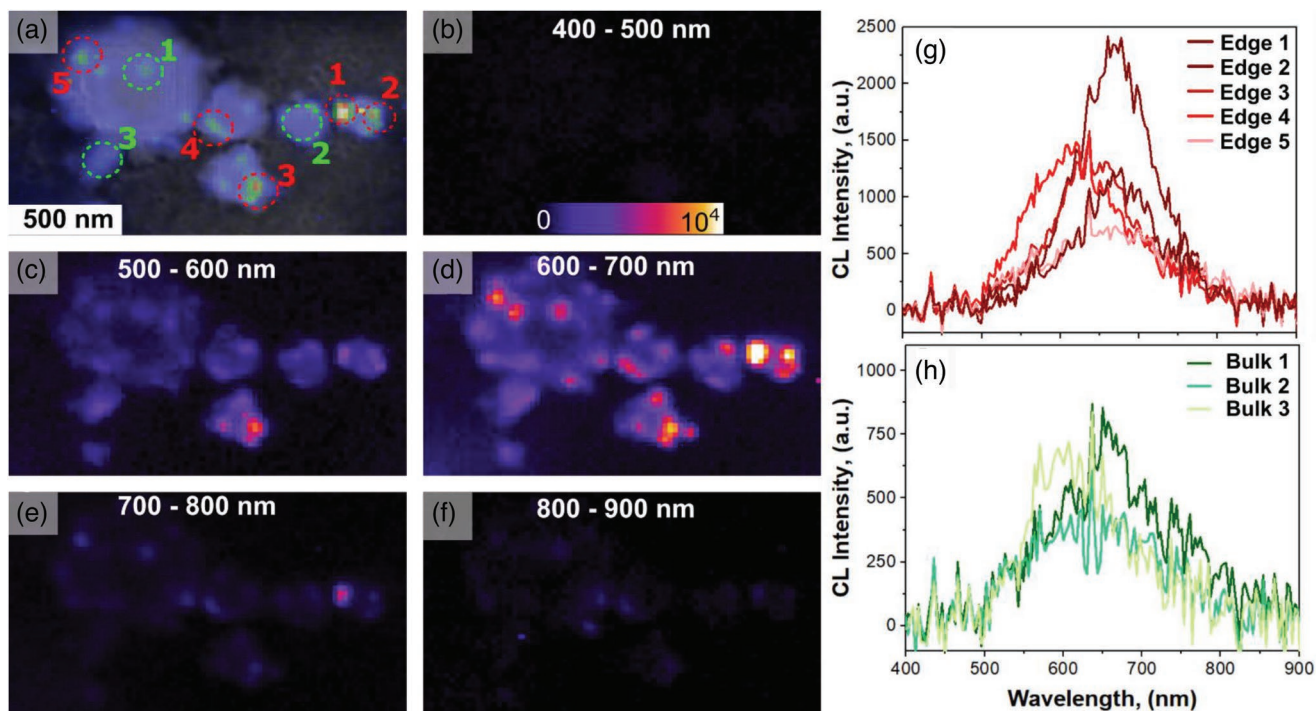 (a)
1
5
1
2
4
3
2
3
500 nm
(b)
400 - 500 nm
0
10⁴
(c)
500 - 600 nm
(d)
600 - 700 nm
(e)
700 - 800 nm
(f)
800 - 900 nm
(g)
2500
2000
1500
1000
500
0
CL Intensity, (a.u.)
Edge 1
Edge 2
Edge 3
Edge 4
Edge 5
(h)
1000
750
500
250
0
CL Intensity (a.u.)
Bulk 1
Bulk 2
Bulk 3
400 500 600 700 800 900
Wavelength, (nm)